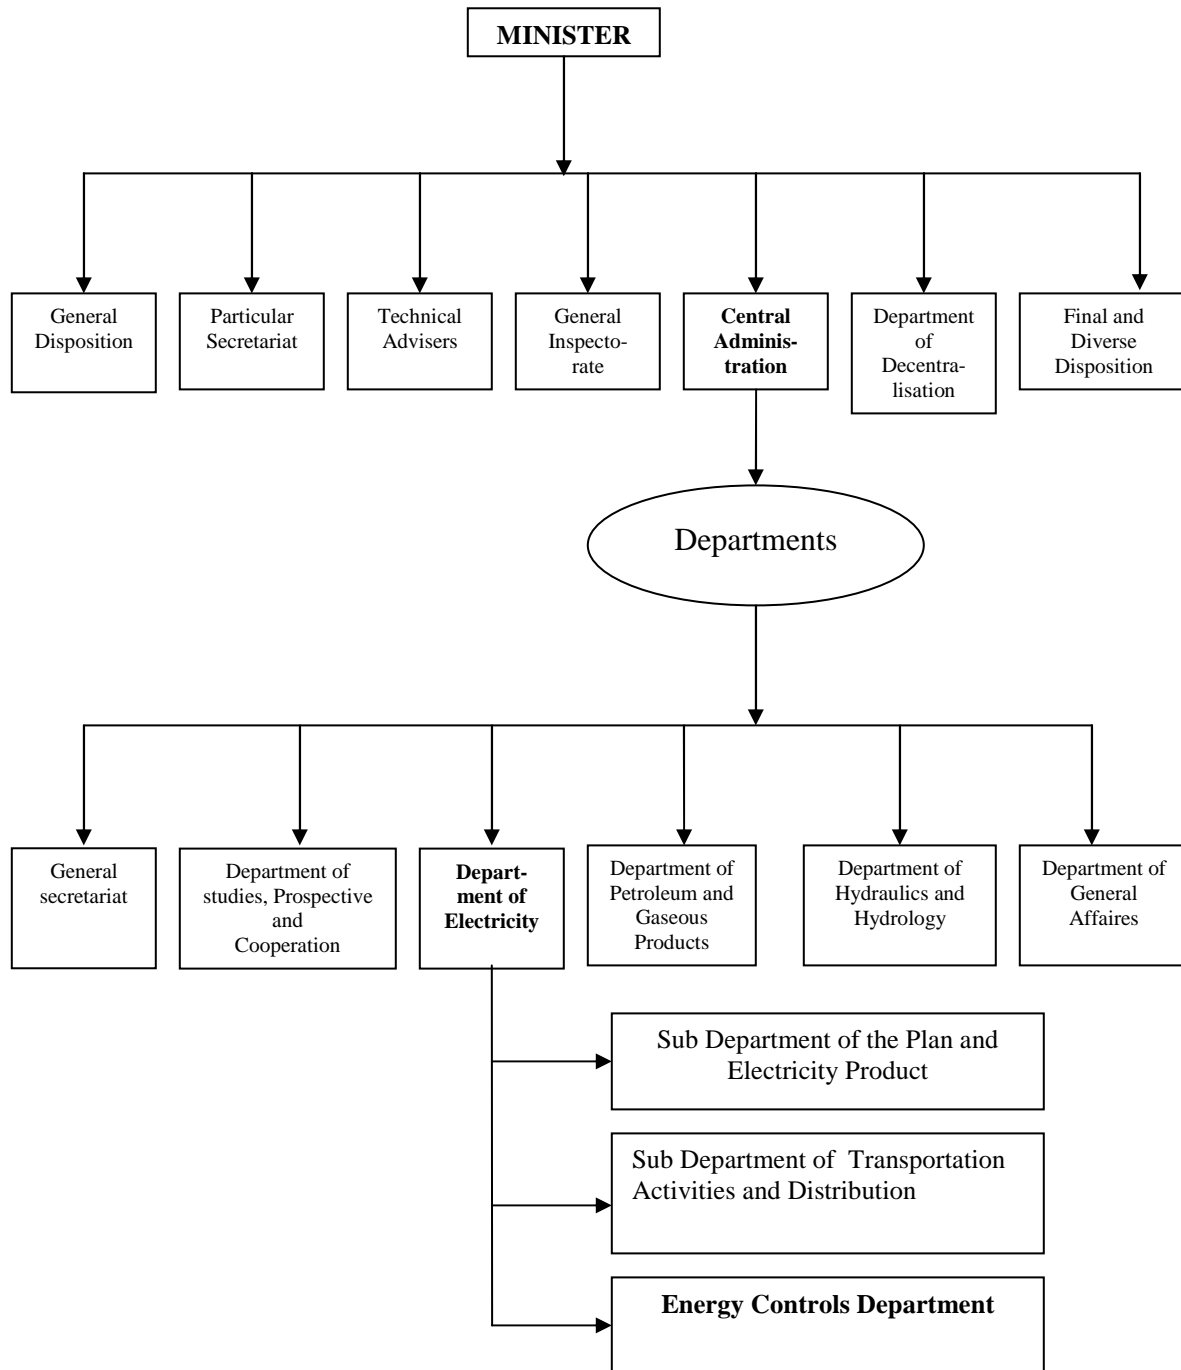 MINISTER
General
Disposition
Particular
Secretariat
Technical
Advisers
General
Inspecto-
rate
Central
Adminis-
tration
Department
of
Decentra-
lisation
Final and
Diverse
Disposition
Departments
General
secretariat
Department of
studies, Prospective
and
Cooperation
Depart-
ment of
Electricity
Department of
Petroleum and
Gaseous
Products
Department of
Hydraulics and
Hydrology
Department of
General
Affaires
Sub Department of the Plan and
Electricity Product
Sub Department of Transportation
Activities and Distribution
Energy Controls Department